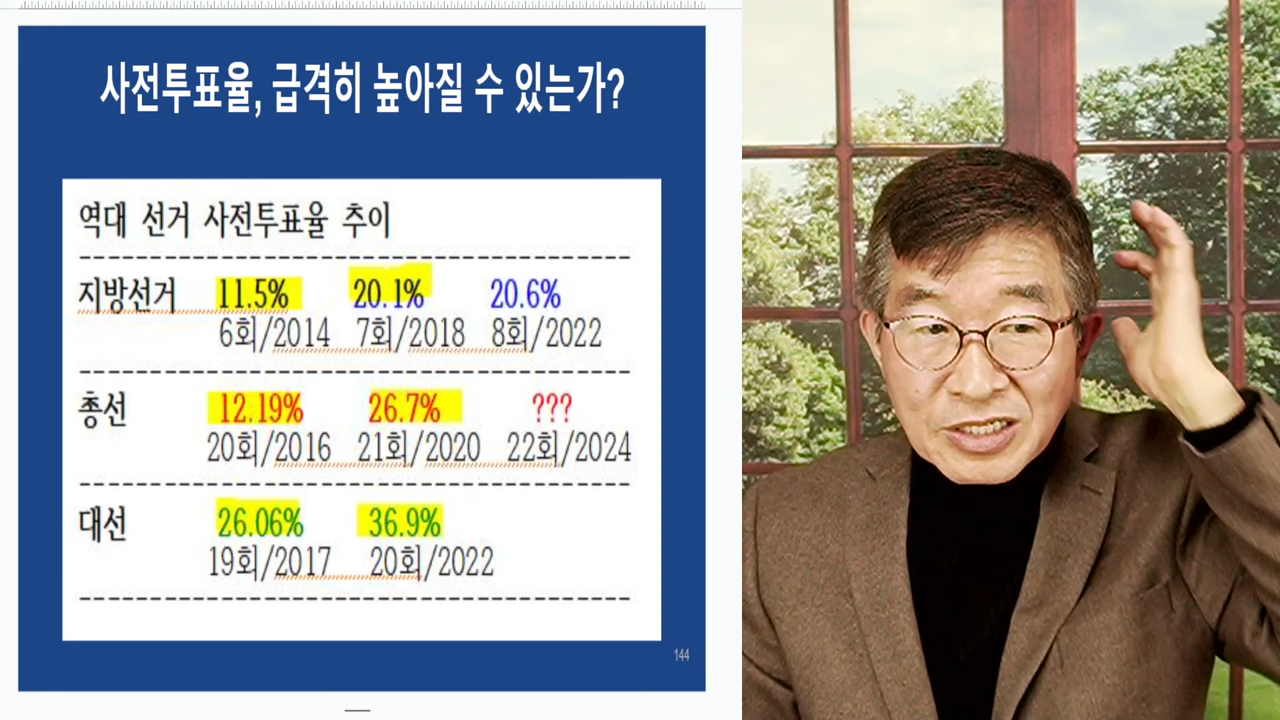 사전투표율, 급격히 높아질 수 있는가?
역대 선거 사전투표율 추이
지방선거 11.5% 20.1% 20.6%
6회/2014 7회/2018 8회/2022
총선 12.19% 26.7% ???
20회/2016 21회/2020 22회/2024
대선 26.06% 36.9%
19회/2017 20회/2022
144